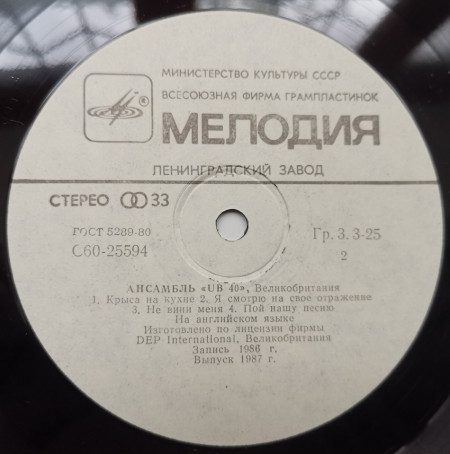 МИНИСТЕРСТВО КУЛЬТУРЫ СССР
ВСЕСОЮЗНАЯ ФИРМА ГРАМПЛАСТИНОК
®
МЕЛОДИЯ
ЛЕНИНГРАДСКИЙ ЗАВОД
СТЕРЕО 33
ГОСТ 5289-80
Гр. 3. 3-25
С60-25594
2
АНСАМБЛЬ «UB 40», Великобритания
1. Крыса на кухне 2. Я смотрю на свое отражение
3. Не вини меня 4. Пой нашу песню
На английском языке
Изготовлено по лицензии фирмы
DEP International, Великобритания
Запись 1986 г.
Выпуск 1987 г.